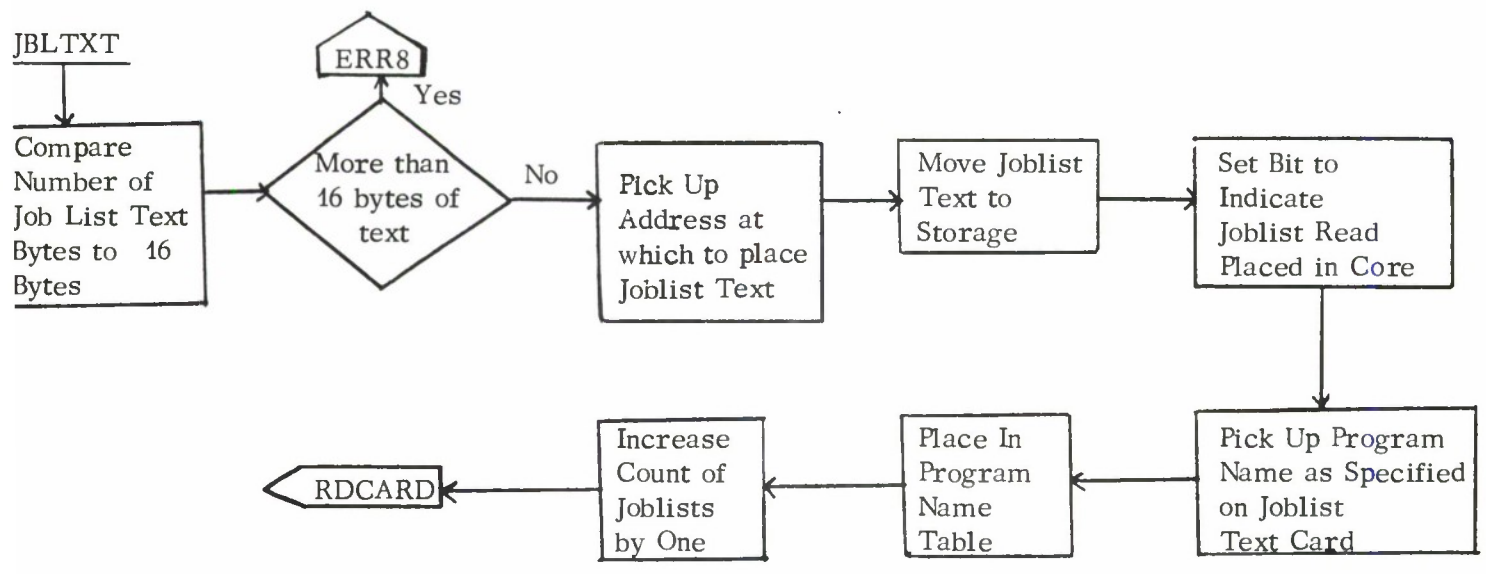 JBLTXT
Compare
Number of
Job List Text
Bytes to 16
Bytes
ERR8
Yes
More than
16 bytes of
text
No
Pick Up
Address at
which to place
Joblist Text
Move Joblist
Text to
Storage
Set Bit to
Indicate
Joblist Read
Placed in Core
Pick Up Program
Name as Specified
on Joblist
Text Card
Place In
Program
Name
Table
Increase
Count of
Joblists
by One
RDCARD